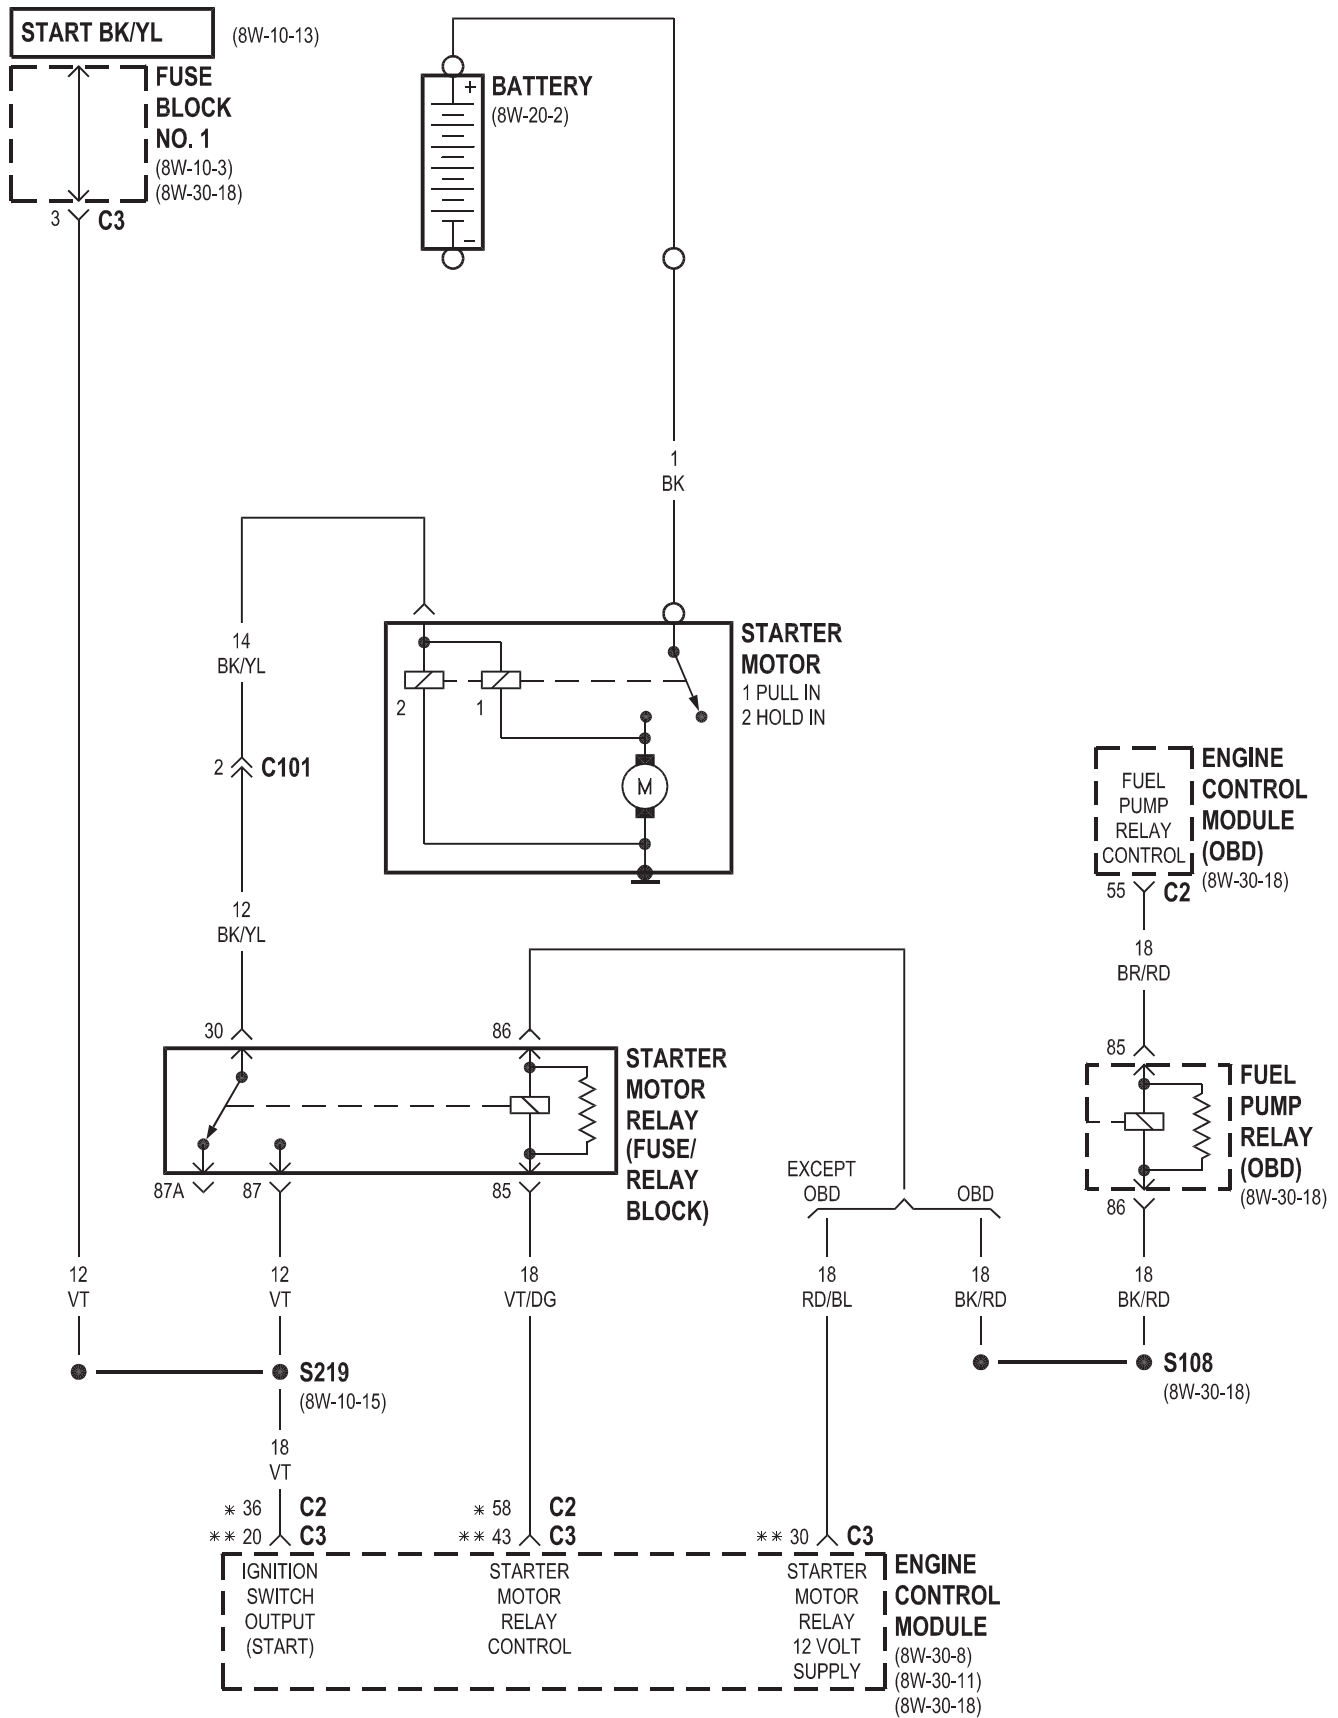 START BK/YL
(8W-10-13)
FUSE
BLOCK
NO. 1
(8W-10-3)
(8W-30-18)
3
C3
+
BATTERY
(8W-20-2)
–
1
BK
14
BK/YL
STARTER
MOTOR
1 PULL IN
2 HOLD IN
2
1
M
2
C101
ENGINE
CONTROL
MODULE
(OBD)
(8W-30-18)
FUEL
PUMP
RELAY
CONTROL
55
C2
12
BK/YL
18
BR/RD
30
86
85
STARTER
MOTOR
RELAY
(FUSE/
RELAY
BLOCK)
FUEL
PUMP
RELAY
(OBD)
(8W-30-18)
87A
87
85
86
EXCEPT
OBD
OBD
12
VT
12
VT
18
VT/DG
18
RD/BL
18
BK/RD
18
BK/RD
S219
(8W-10-15)
S108
(8W-30-18)
18
VT
* 36
C2
** 20
C3
* 58
C2
** 43
C3
** 30
C3
IGNITION
SWITCH
OUTPUT
(START)
STARTER
MOTOR
RELAY
CONTROL
STARTER
MOTOR
RELAY
12 VOLT
SUPPLY
ENGINE
CONTROL
MODULE
(8W-30-8)
(8W-30-11)
(8W-30-18)